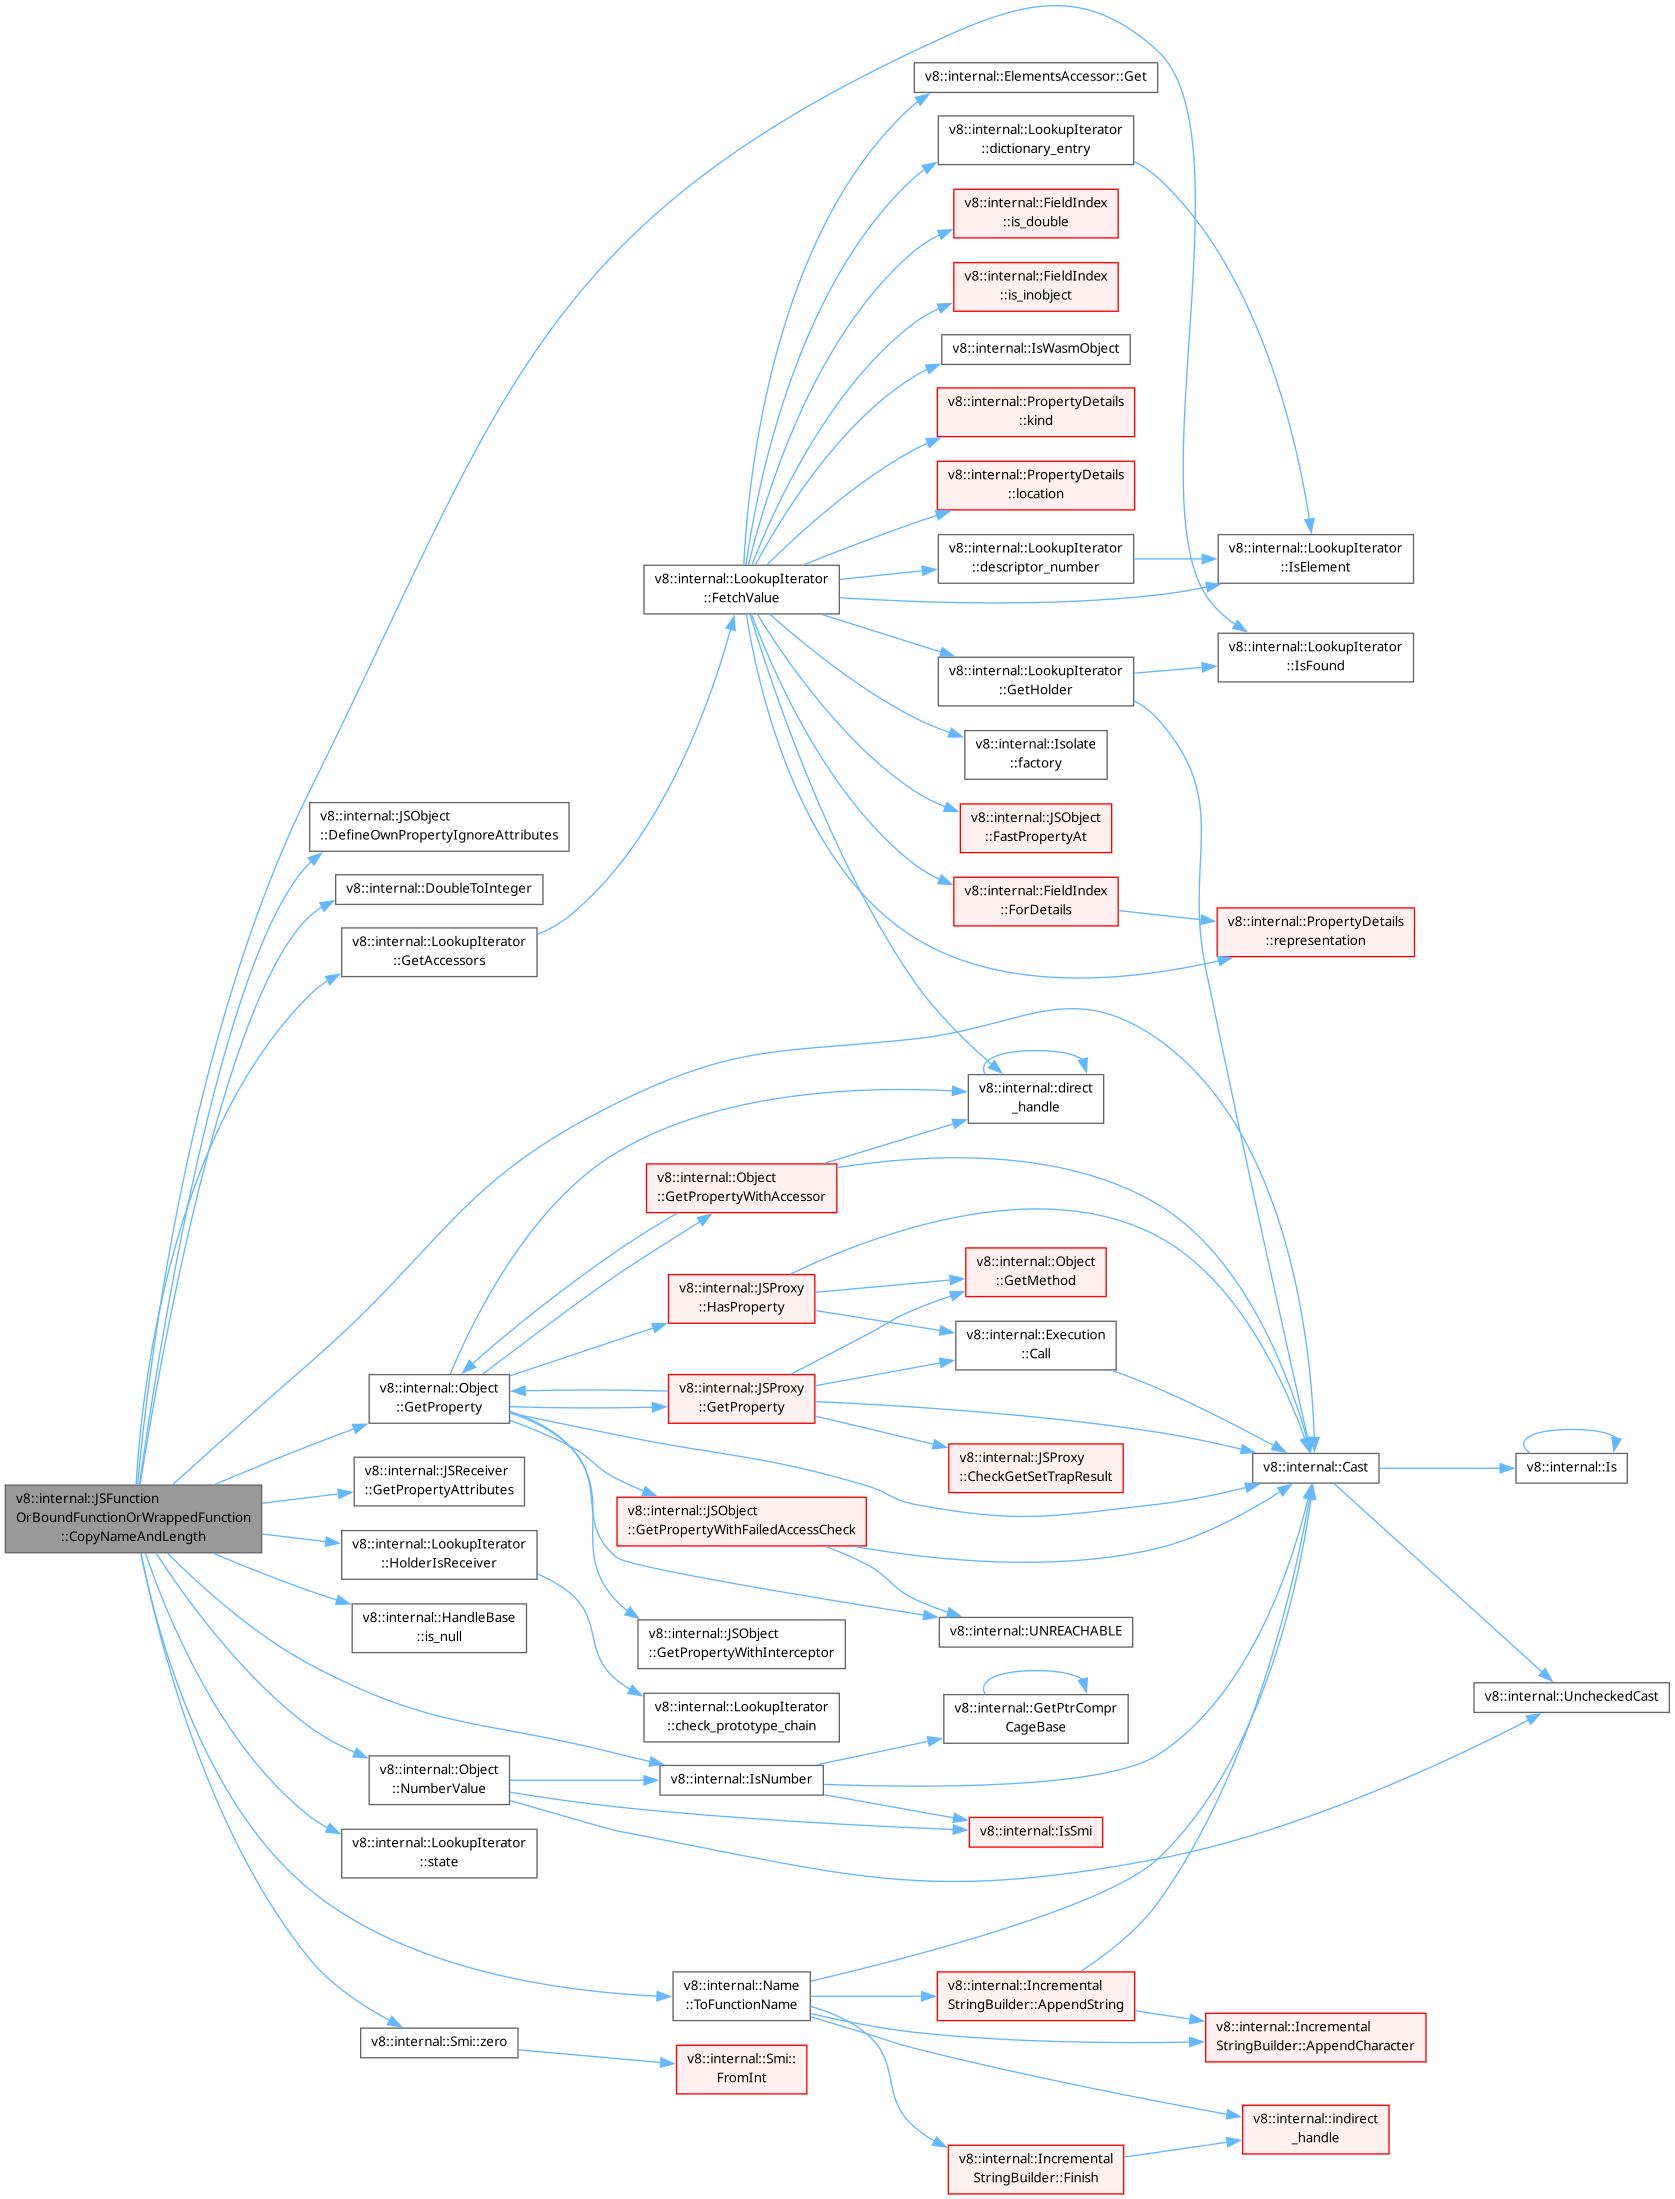 v8::internal::ElementsAccessor::Get
v8::internal::LookupIterator
::dictionary_entry
v8::internal::FieldIndex
::is_double
v8::internal::FieldIndex
::is_inobject
v8::internal::IsWasmObject
v8::internal::PropertyDetails
::kind
v8::internal::PropertyDetails
::location
v8::internal::LookupIterator
::descriptor_number
v8::internal::LookupIterator
::IsElement
v8::internal::LookupIterator
::FetchValue
v8::internal::LookupIterator
::IsFound
v8::internal::LookupIterator
::GetHolder
v8::internal::Isolate
::factory
v8::internal::JSObject
::DefineOwnPropertyIgnoreAttributes
v8::internal::JSObject
::FastPropertyAt
v8::internal::DoubleToInteger
v8::internal::FieldIndex
::ForDetails
v8::internal::PropertyDetails
::representation
v8::internal::LookupIterator
::GetAccessors
v8::internal::direct
_handle
v8::internal::Object
::GetPropertyWithAccessor
v8::internal::Object
::GetMethod
v8::internal::JSProxy
::HasProperty
v8::internal::Execution
::Call
v8::internal::Object
::GetProperty
v8::internal::JSProxy
::GetProperty
v8::internal::JSProxy
::CheckGetSetTrapResult
v8::internal::Cast
v8::internal::Is
v8::internal::JSReceiver
::GetPropertyAttributes
v8::internal::JSFunction
OrBoundFunctionOrWrappedFunction
::CopyNameAndLength
v8::internal::JSObject
::GetPropertyWithFailedAccessCheck
v8::internal::LookupIterator
::HolderIsReceiver
v8::internal::HandleBase
::is_null
v8::internal::JSObject
::GetPropertyWithInterceptor
v8::internal::UNREACHABLE
v8::internal::UncheckedCast
v8::internal::LookupIterator
::check_prototype_chain
v8::internal::GetPtrCompr
CageBase
v8::internal::Object
::NumberValue
v8::internal::IsNumber
v8::internal::IsSmi
v8::internal::LookupIterator
::state
v8::internal::Name
::ToFunctionName
v8::internal::Incremental
StringBuilder::AppendString
v8::internal::Incremental
StringBuilder::AppendCharacter
v8::internal::Smi::zero
v8::internal::Smi::
FromInt
v8::internal::indirect
_handle
v8::internal::Incremental
StringBuilder::Finish